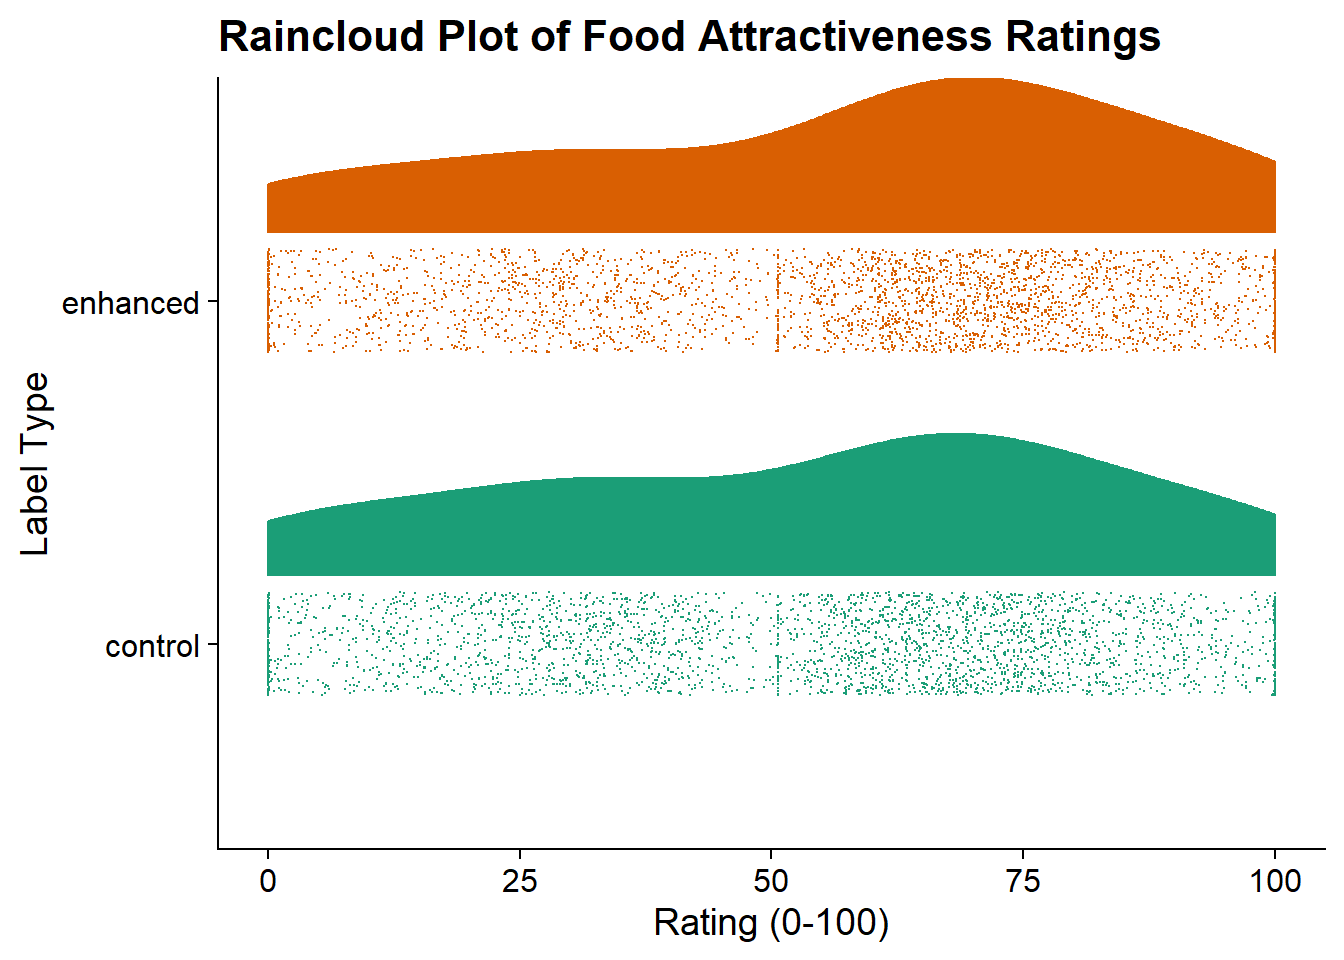 Raincloud Plot of Food Attractiveness Ratings
Label Type
enhanced
control
0 25 50 75 100
Rating (0-100)